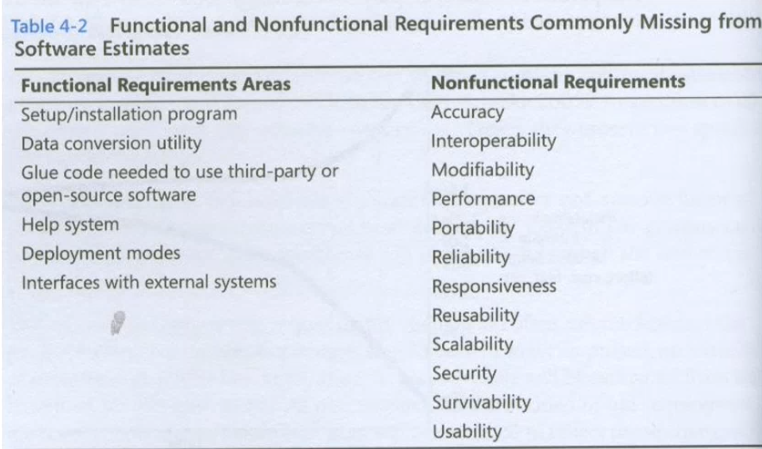 Table 4-2 Functional and Nonfunctional Requirements Commonly Missing from
Software Estimates
Functional Requirements Areas
Setup/installation program
Data conversion utility
Glue code needed to use third-party or
open-source software
Help system
Deployment modes
Interfaces with external systems
Nonfunctional Requirements
Accuracy
Interoperability
Modifiability
Performance
Portability
Reliability
Responsiveness
Reusability
Scalability
Security
Survivability
Usability